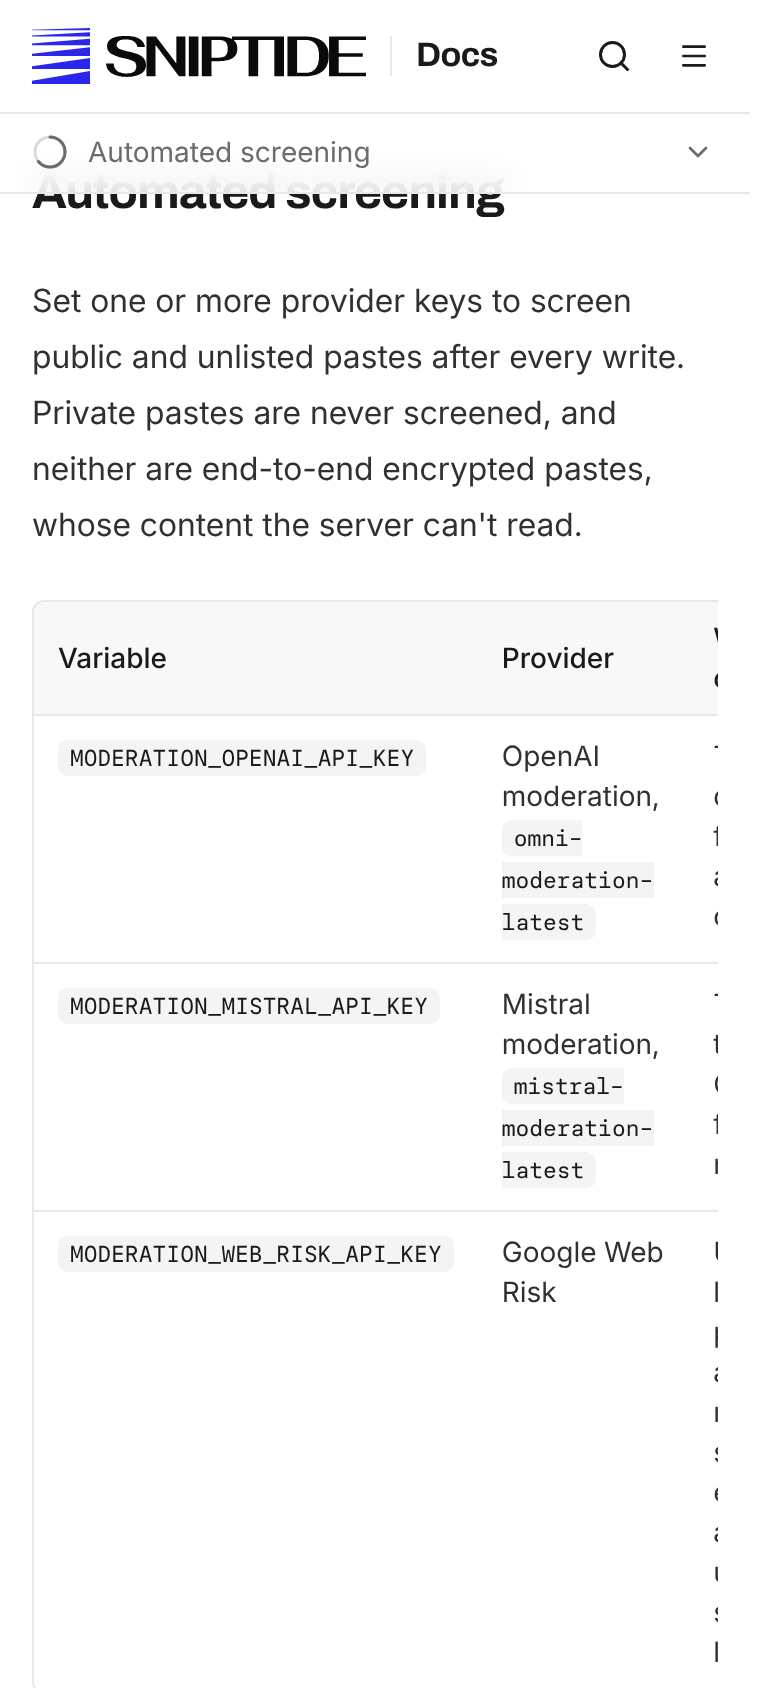 SNIPTIDE Docs
Automated screening
Automated screening
Set one or more provider keys to screen
public and unlisted pastes after every write.
Private pastes are never screened, and
neither are end-to-end encrypted pastes,
whose content the server can't read.
Variable Provider
MODERATION_OPENAI_API_KEY OpenAI
moderation,
omni-
moderation-
latest
MODERATION_MISTRAL_API_KEY Mistral
moderation,
mistral-
moderation-
latest
MODERATION_WEB_RISK_API_KEY Google Web
Risk